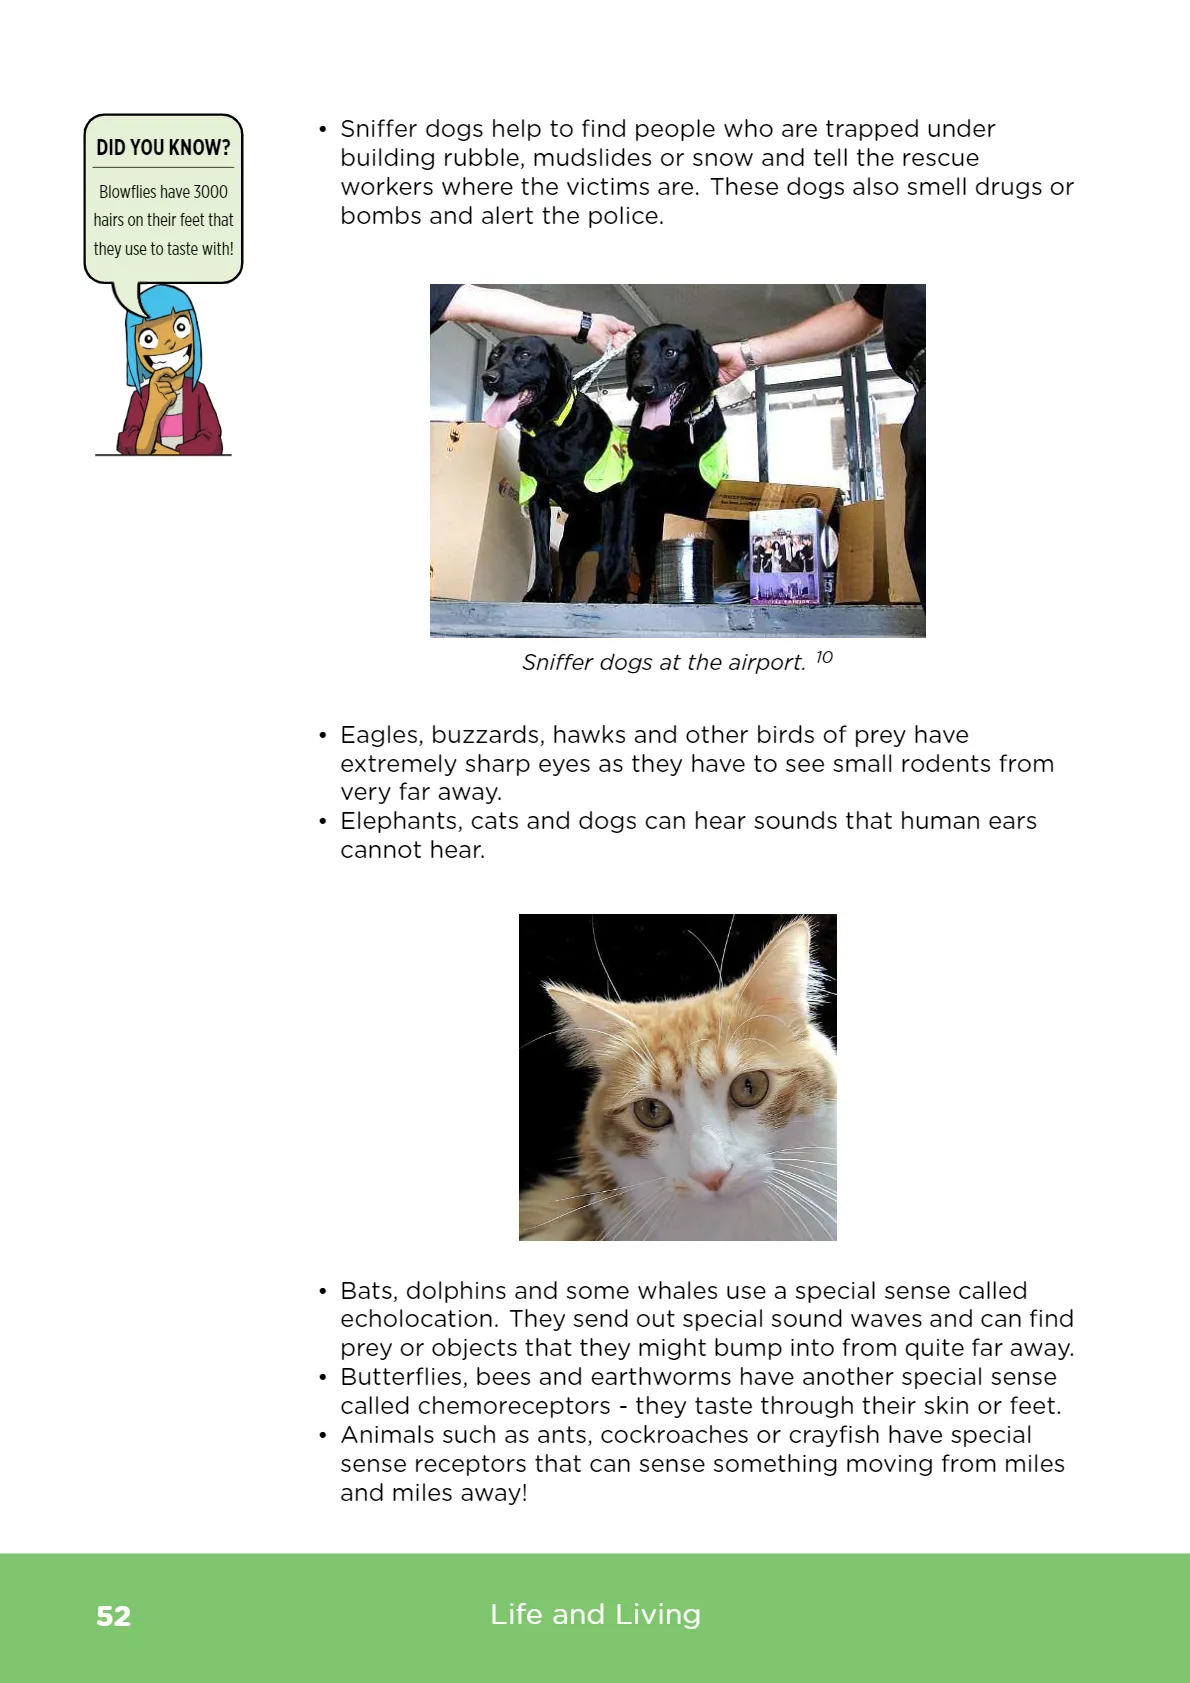 DID YOU KNOW?
Blowflies have 3000
hairs on their feet that
they use to taste with!
• Sniffer dogs help to find people who are trapped under
building rubble, mudslides or snow and tell the rescue
workers where the victims are. These dogs also smell drugs or
bombs and alert the police.
Sniffer dogs at the airport. 10
• Eagles, buzzards, hawks and other birds of prey have
extremely sharp eyes as they have to see small rodents from
very far away.
• Elephants, cats and dogs can hear sounds that human ears
cannot hear.
• Bats, dolphins and some whales use a special sense called
echolocation. They send out special sound waves and can find
prey or objects that they might bump into from quite far away.
• Butterflies, bees and earthworms have another special sense
called chemoreceptors - they taste through their skin or feet.
• Animals such as ants, cockroaches or crayfish have special
sense receptors that can sense something moving from miles
and miles away!
52
Life and Living